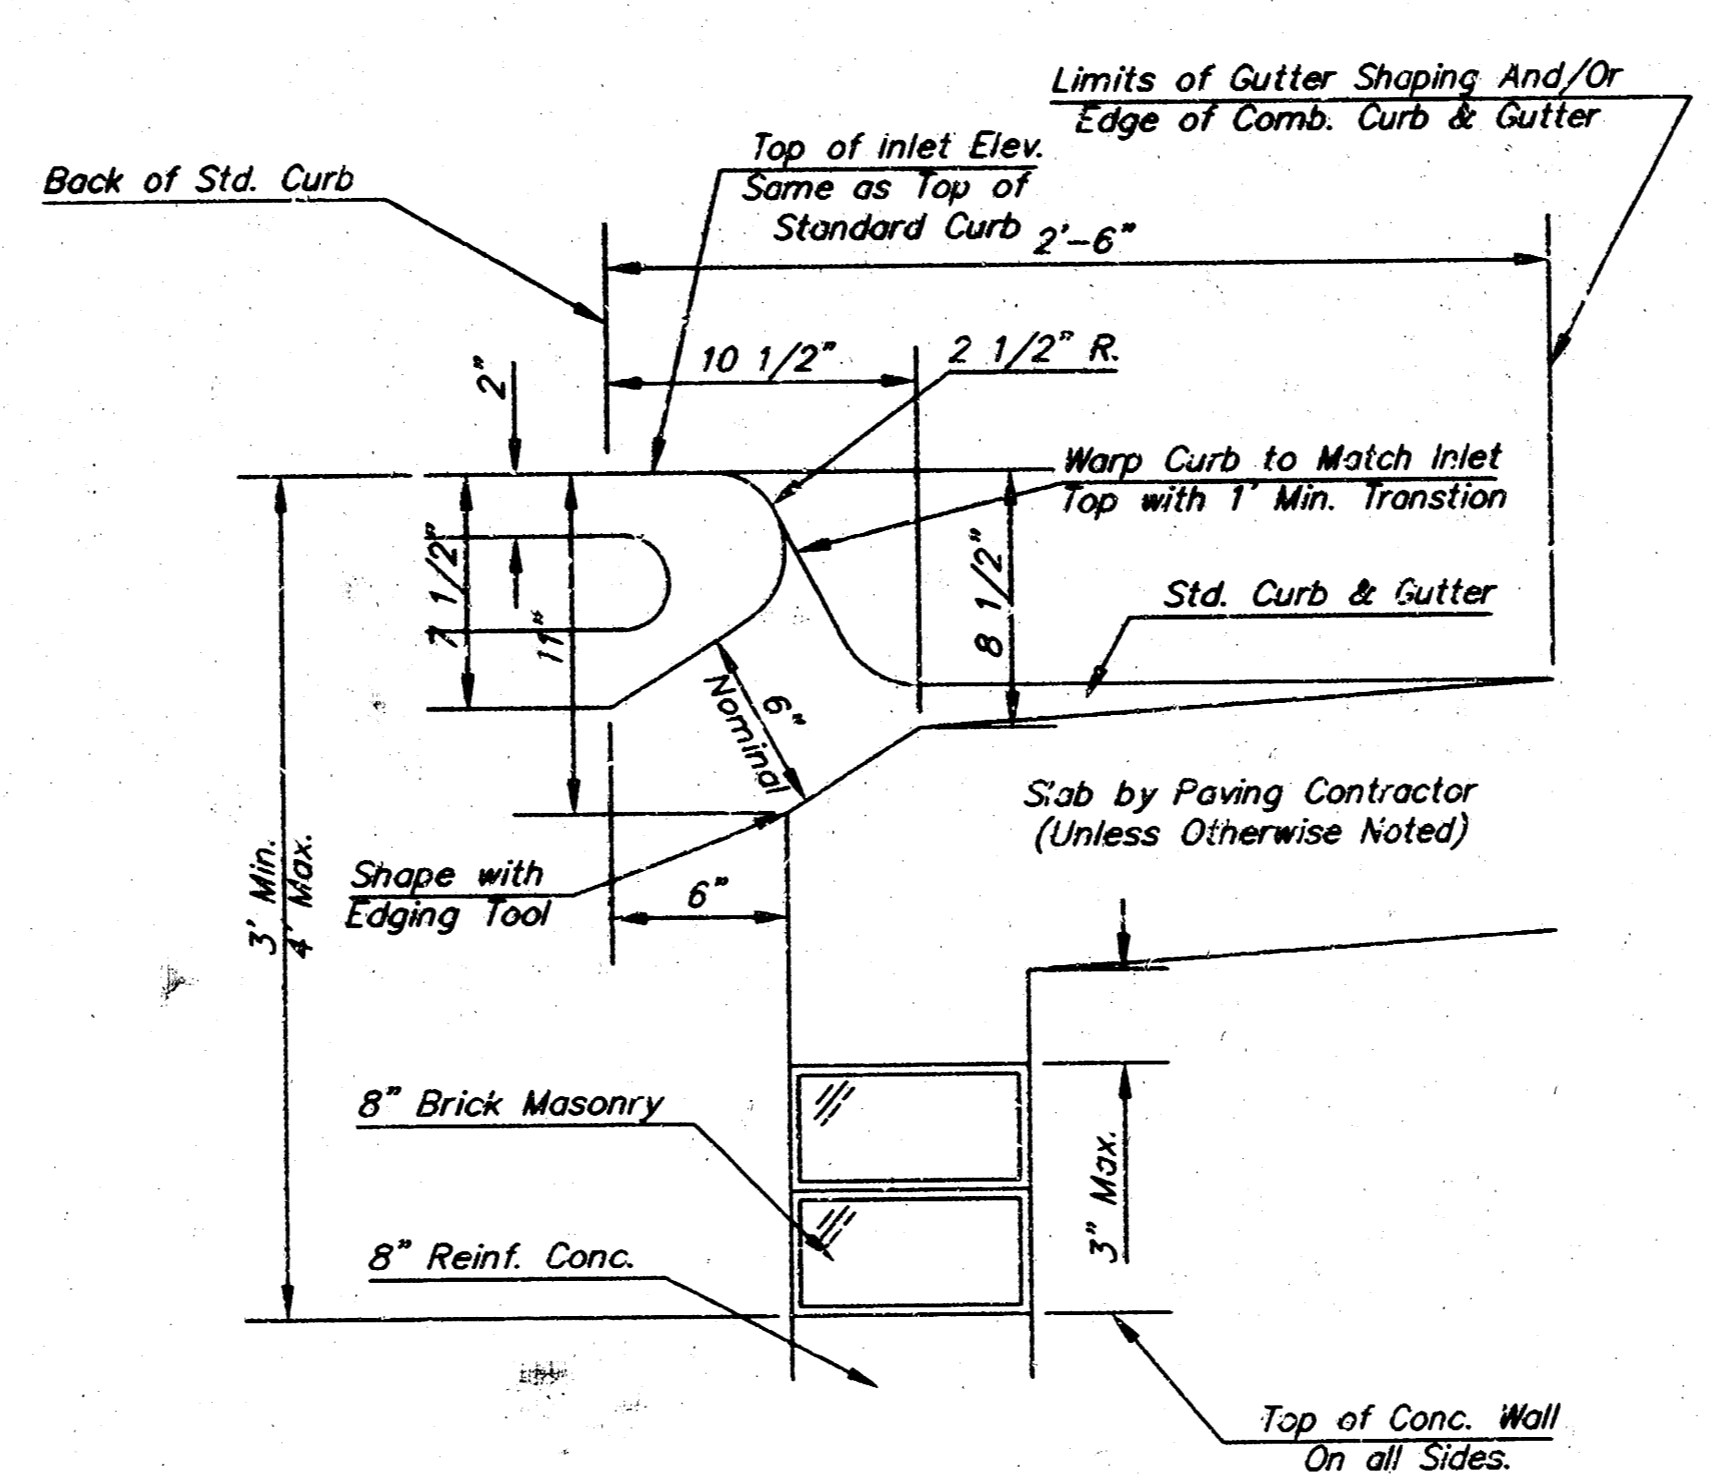 Limits of Gutter Shaping And/Or
Edge of Comb. Curb & Gutter
Top of inlet Elev.
Same as Top of
Standard Curb
Back of Std. Curb
2'-6"
10 1/2"
2 1/2" R.
2"
Warp Curb to Match Inlet
Top with 1' Min. Transtion
7 1/2"
11"
8 1/2"
Std. Curb & Gutter
6"
Nominal
Slab by Paving Contractor
(Unless Otherwise Noted)
3' Min.
4' Max.
Shape with
Edging Tool
6"
8" Brick Masonry
3" Max.
8" Reinf. Conc.
Top of Conc. Wall
On all Sides.